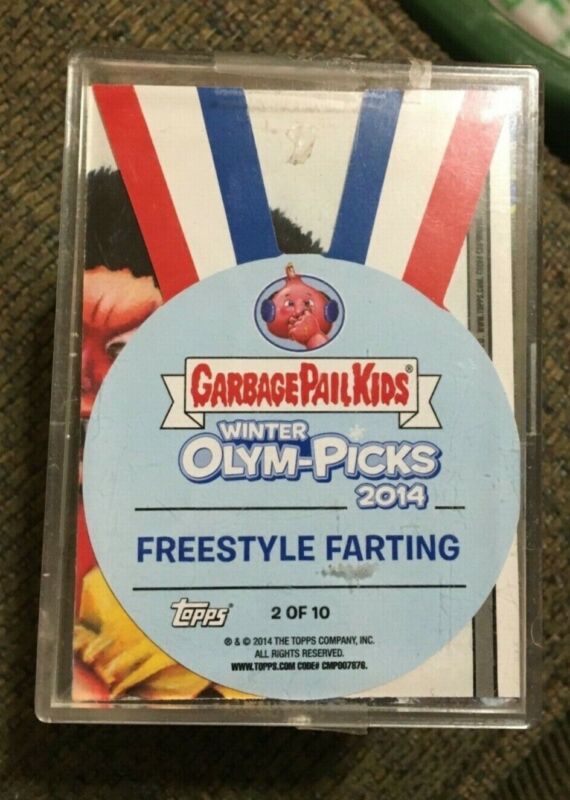 GARBAGE PAIL KIDS®
WINTER
OLYM-PICKS
2014
FREESTYLE FARTING
topps®
2 OF 10
® & © 2014 THE TOPPS COMPANY, INC.
ALL RIGHTS RESERVED.
WWW.TOPPS.COM CODE# CMP007676.